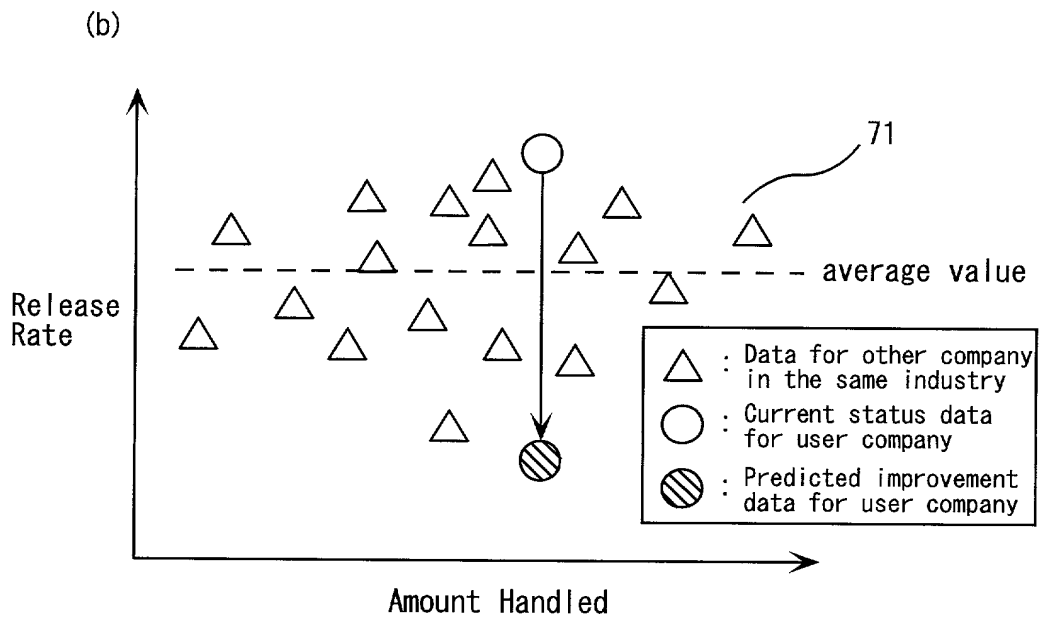 (b)
71
average value
Release
Rate
: Data for other company
in the same industry
: Current status data
for user company
: Predicted improvement
data for user company
Amount Handled